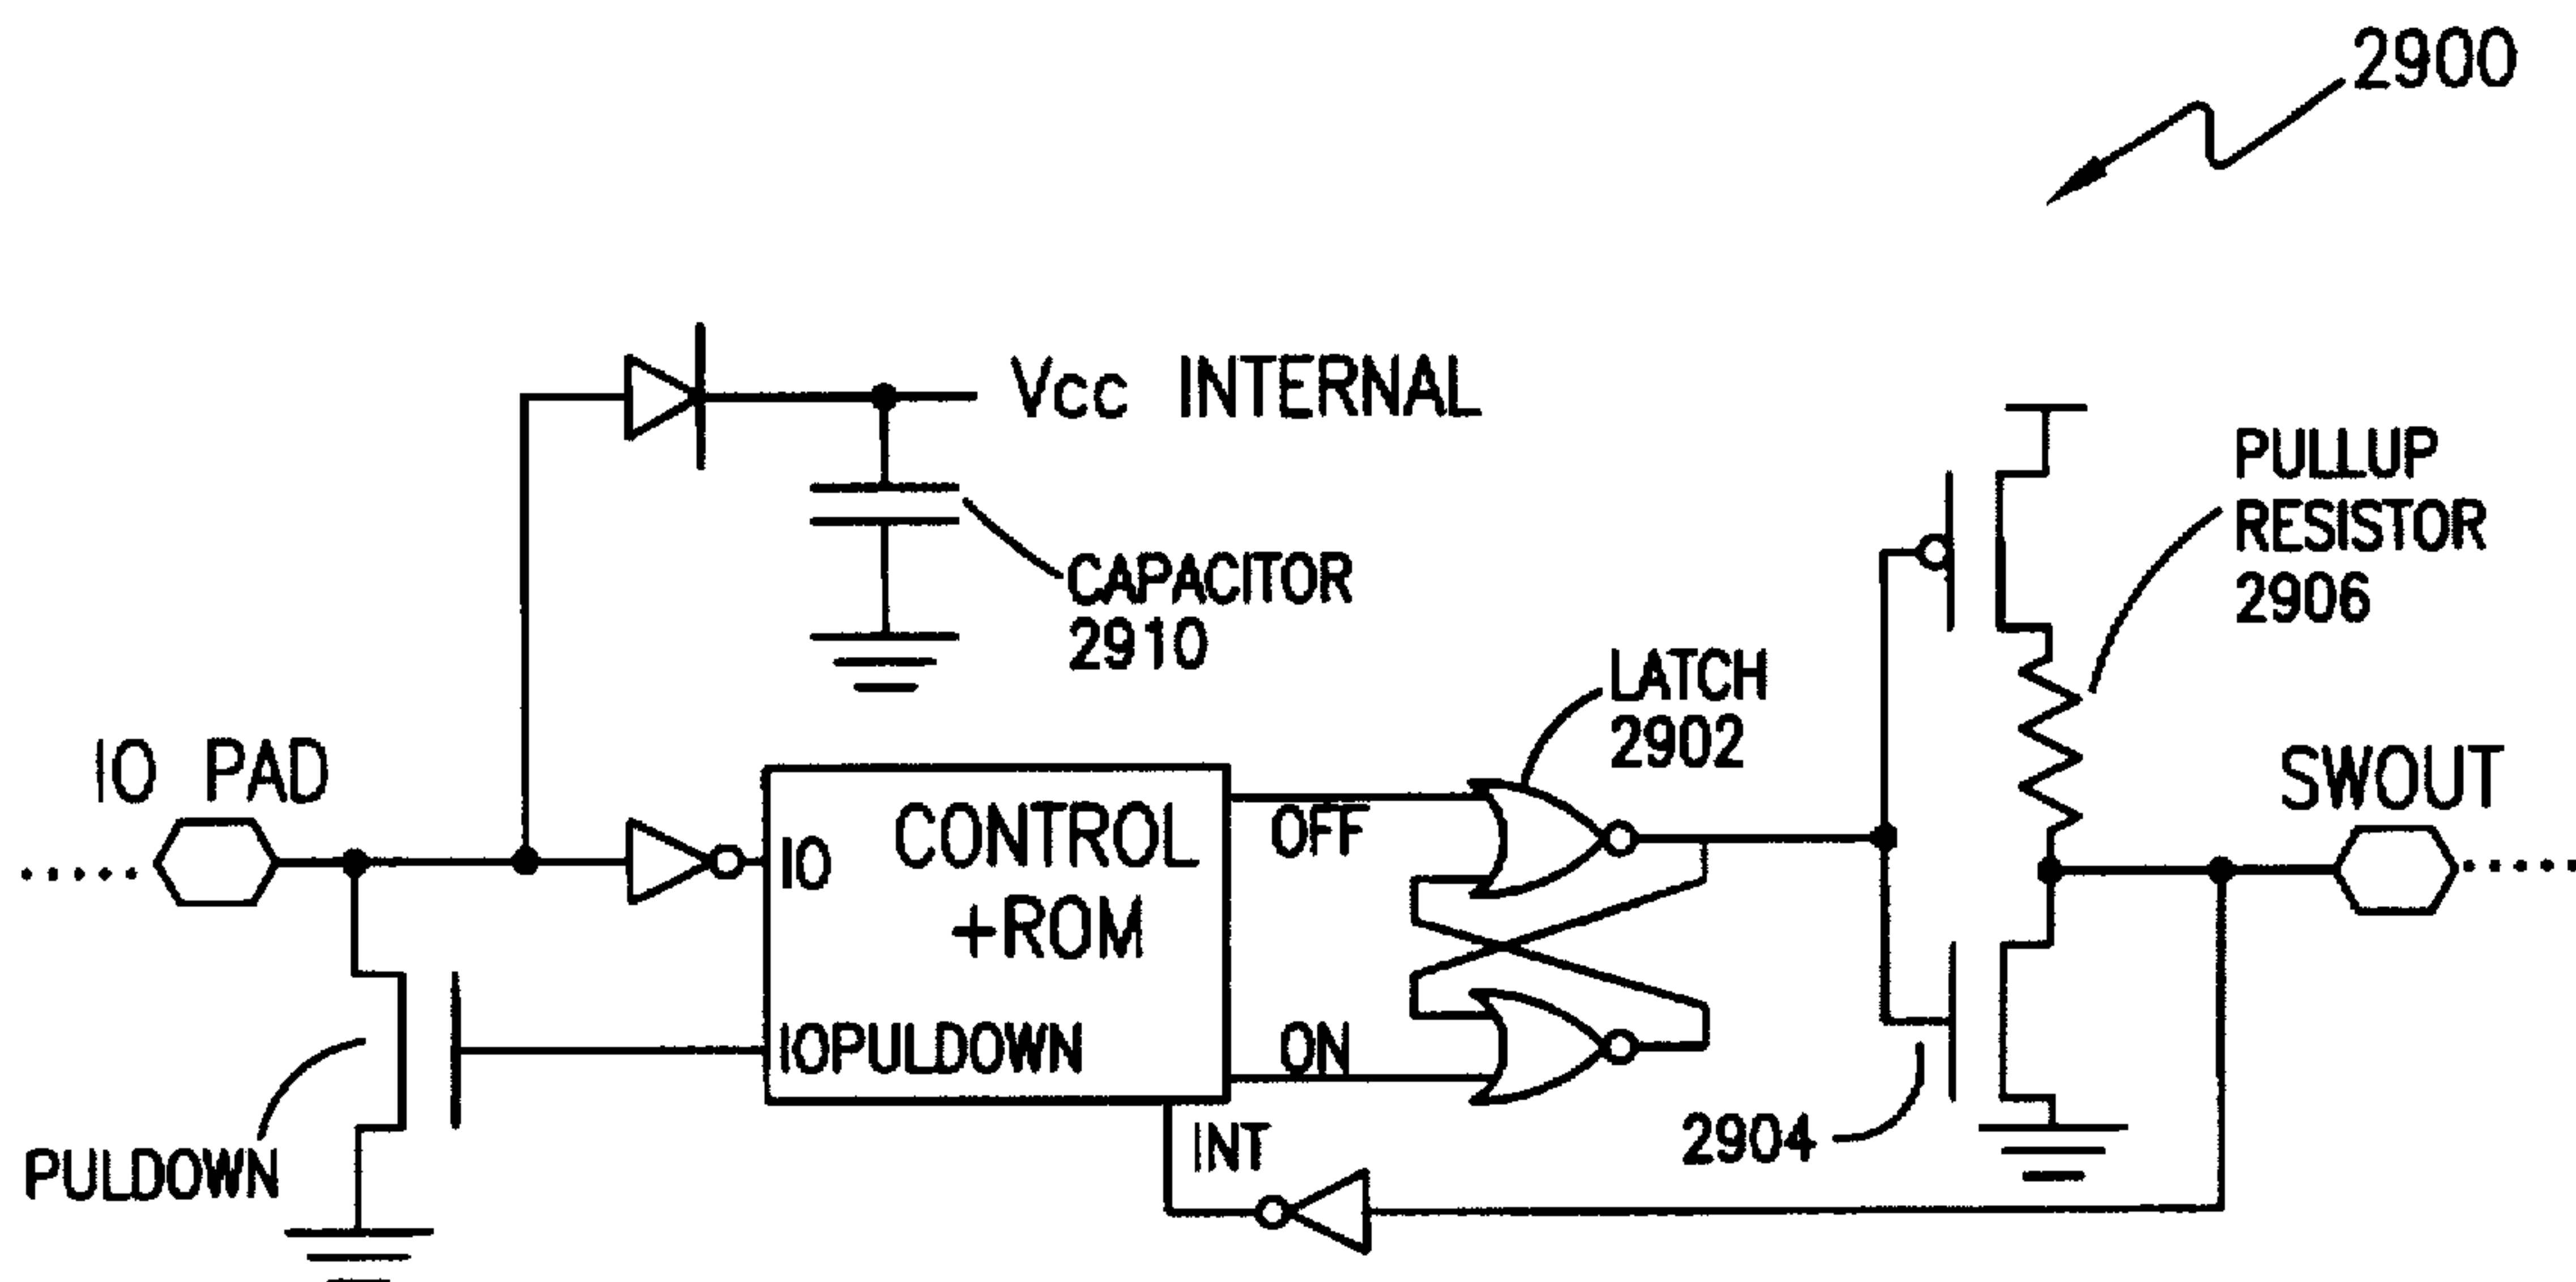 2900
Vcc INTERNAL
CAPACITOR
2910
PULLUP
RESISTOR
2906
LATCH
2902
IO PAD
IO
CONTROL
+ROM
OFF
SWOUT
IOPULDOWN
ON
PULDOWN
INT
2904